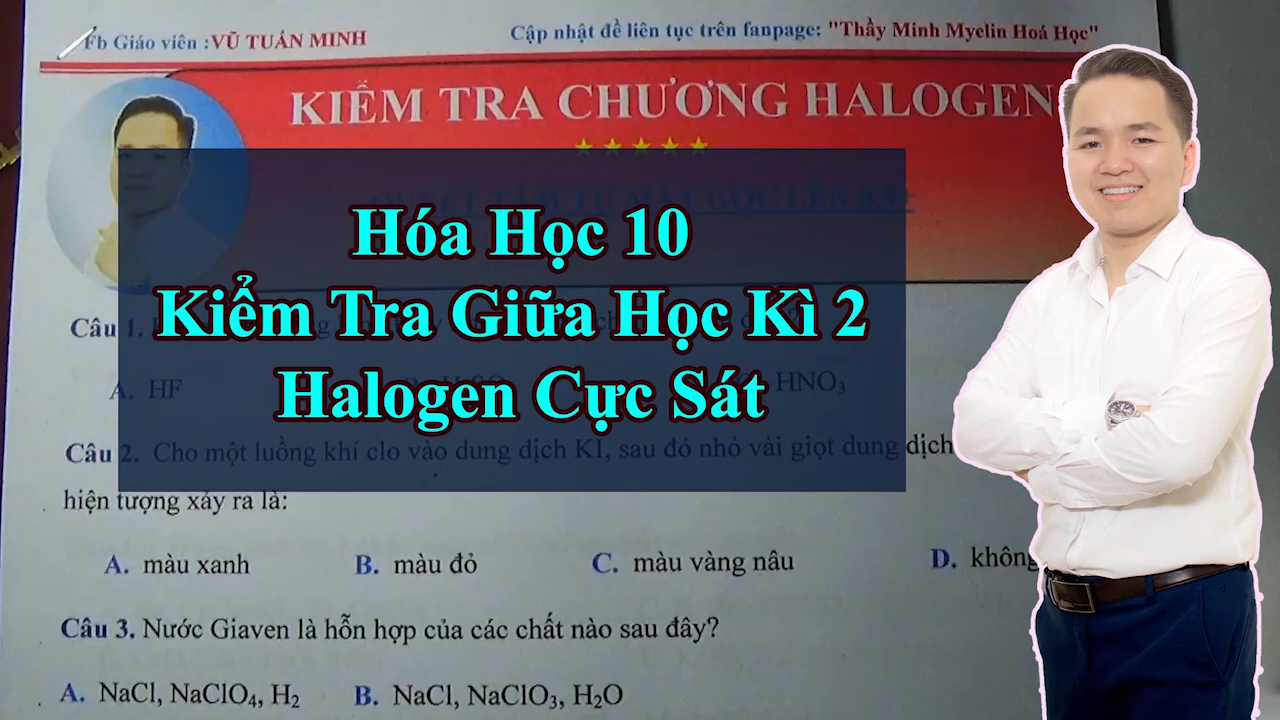 Fb Giáo viên :VŨ TUẤN MINH
Cập nhật đề liên tục trên fanpage: "Thầy Minh Myelin Hoá Học"
KIỂM TRA CHƯƠNG HALOGEN
Hóa Học 10
Kiểm Tra Giữa Học Kì 2
Halogen Cực Sát
Câu 1.
A. HF HNO₃
Câu 2. Cho một luồng khí clo vào dung dịch KI, sau đó nhỏ vài giọt dung dịch
hiện tượng xảy ra là:
A. màu xanh B. màu đỏ C. màu vàng nâu D. không
Câu 3. Nước Giaven là hỗn hợp của các chất nào sau đây?
A. NaCl, NaClO₄, H₂ B. NaCl, NaClO₃, H₂O